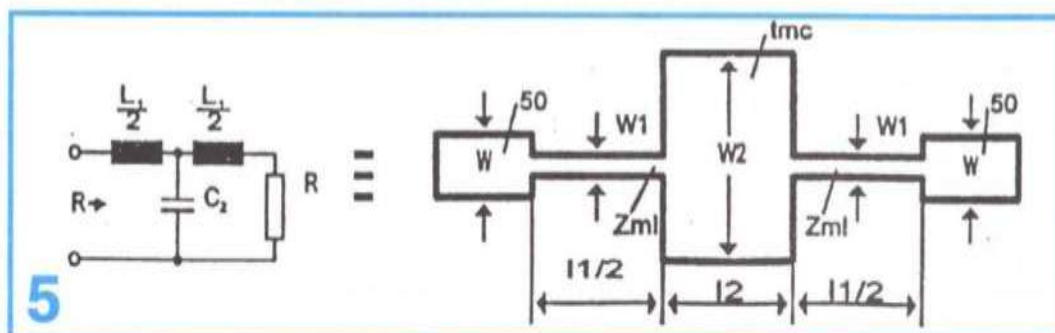 L₁/2 L₁/2
R→
C₂
R
=
5
tmc
50
W
W1
W2
W1
50
W
Zml
Zml
l1/2
l2
l1/2